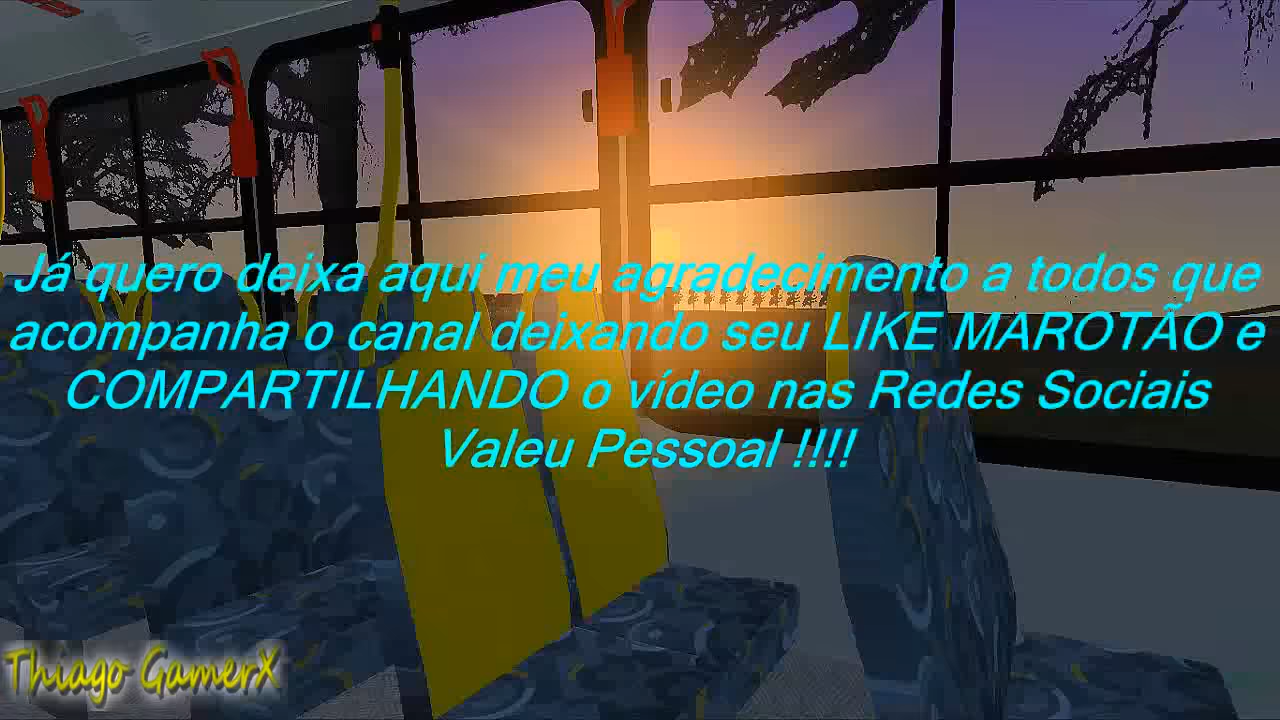 Já quero deixa aqui meu agradecimento a todos que
acompanha o canal deixando seu LIKE MAROTÃO e
COMPARTILHANDO o vídeo nas Redes Sociais
Valeu Pessoal !!!!
Thiago GamerX